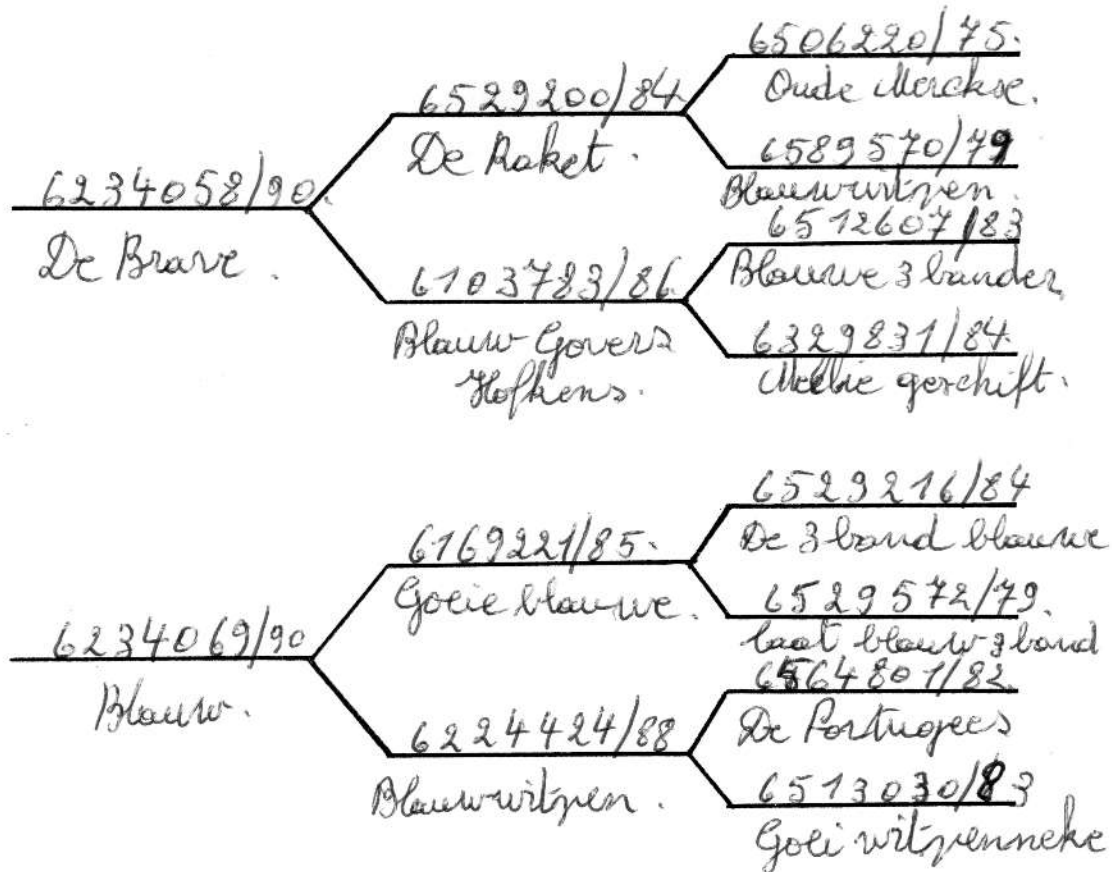 6506220/75.
Oude Merckse.
6529200/84
De Raket.
6589570/79
Blauwwitpen.
6234058/90.
De Brave.
6512607/83
Blauwe 3 bander
6103783/86
Blauw-Govers
Hofkens.
6329831/84.
geschift.
6529216/84
De 3 band blauwe
6169221/85.
Goeie blauwe.
6529572/79.
laat blauw 3 band
6234069/90
Blauw.
6564801/82.
De Portugees
6224424/88
Blauwwitpen.
6513030/83
Goei witpenneke